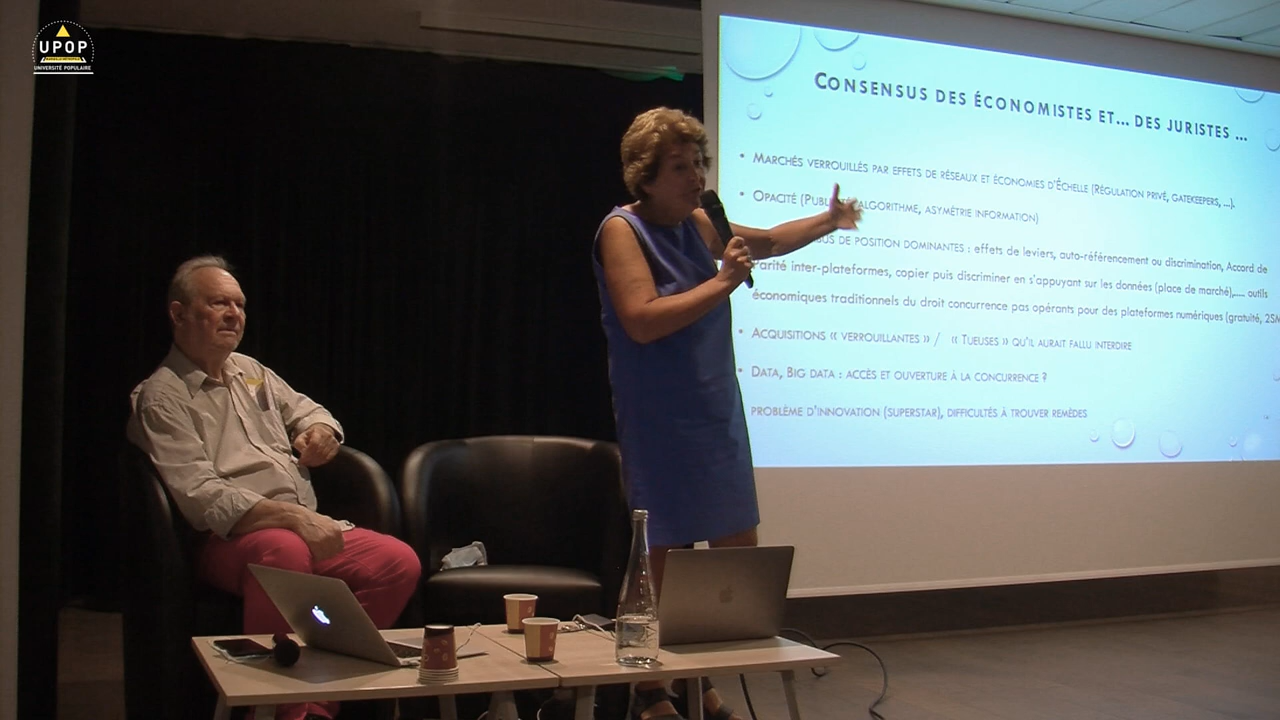 UPOP
UNIVERSITÉ POPULAIRE
CONSENSUS DES ÉCONOMISTES ET... DES JURISTES ...
• MARCHÉS VERROUILLÉS PAR EFFETS DE RÉSEAUX ET ÉCONOMIES D'ÉCHELLE (RÉGULATION PRIVÉ, GATEKEEPERS, ...).
• OPACITÉ (PUBLICITÉ ALGORITHME, ASYMÉTRIE INFORMATION)
DE POSITION DOMINANTES : effets de leviers, auto-référencement ou discrimination, Accord de
Parité inter-plateformes, copier puis discriminer en s'appuyant sur les données (place de marché),.... outils
économiques traditionnels du droit concurrence pas opérants pour des plateformes numériques (gratuité, 2SM
• ACQUISITIONS « VERROUILLANTES » / « TUEUSES » QU'IL AURAIT FALLU INTERDIRE
• DATA, BIG DATA : ACCÈS ET OUVERTURE À LA CONCURRENCE ?
PROBLÈME D'INNOVATION (SUPERSTAR), DIFFICULTÉS À TROUVER REMÈDES